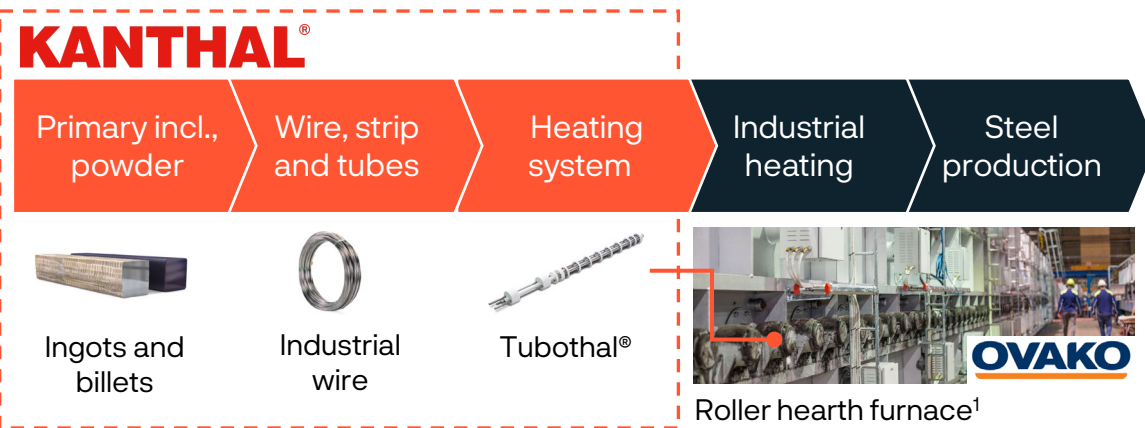 KANTHAL®
Primary incl.,
powder
Wire, strip
and tubes
Heating
system
Industrial
heating
Steel
production
Ingots and
billets
Industrial
wire
Tubothal®
OVAKO
Roller hearth furnace¹